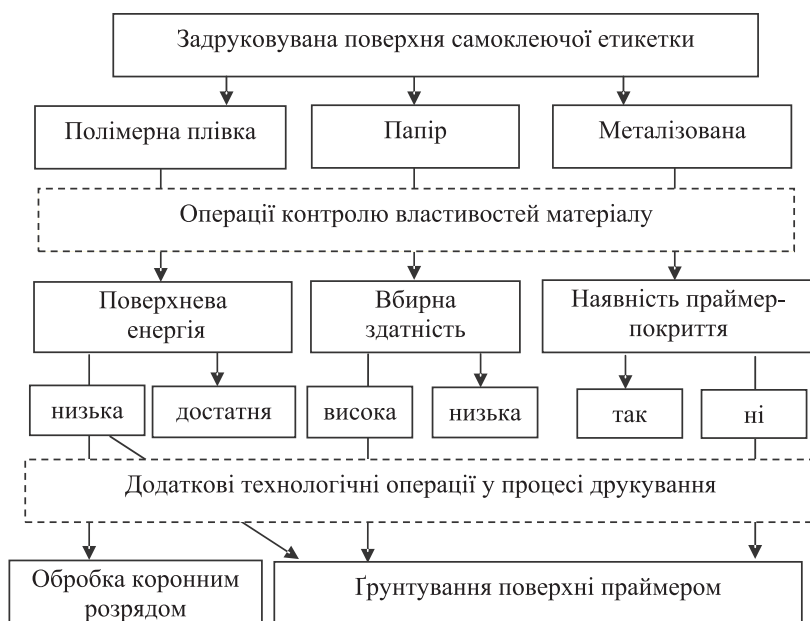 Задруковувана поверхня самоклеючої етикетки
Полімерна плівка
Папір
Металізована
Операції контролю властивостей матеріалу
Поверхнева
енергія
Вбирна
здатність
Наявність праймер-
покриття
низька
достатня
висока
низька
так
ні
Додаткові технологічні операції у процесі друкування
Обробка коронним
розрядом
Ґрунтування поверхні праймером